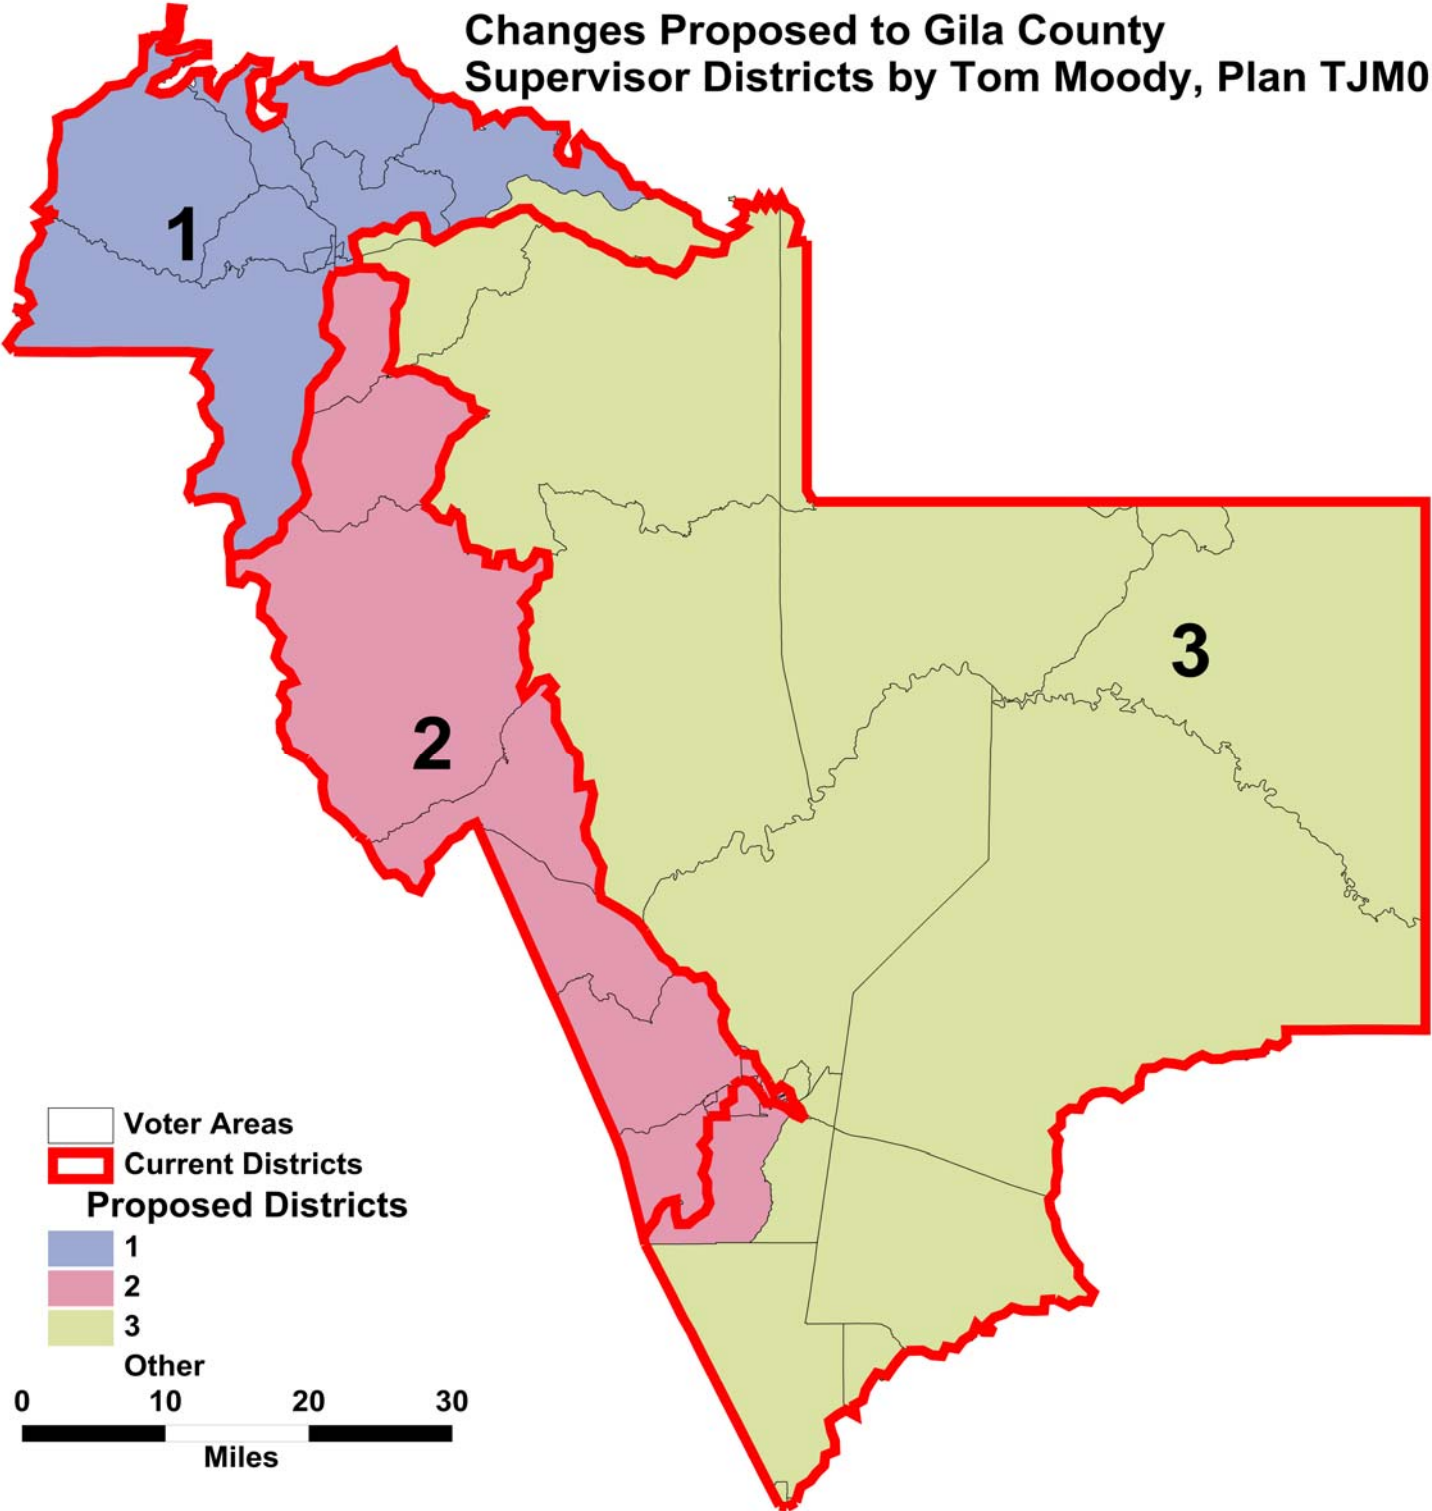 Changes Proposed to Gila County
Supervisor Districts by Tom Moody, Plan TJM0
1
2
3
Voter Areas
Current Districts
Proposed Districts
1
2
3
Other
0 10 20 30
Miles